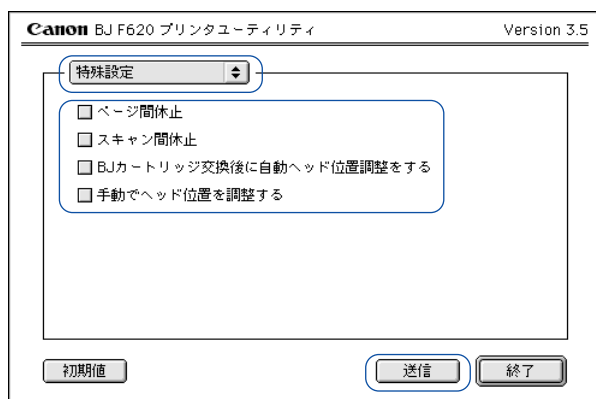 Canon BJ F620 プリンタユーティリティ Version 3.5
特殊設定
ページ間休止
スキャン間休止
BJカートリッジ交換後に自動ヘッド位置調整をする
手動でヘッド位置を調整する
初期値 送信 終了